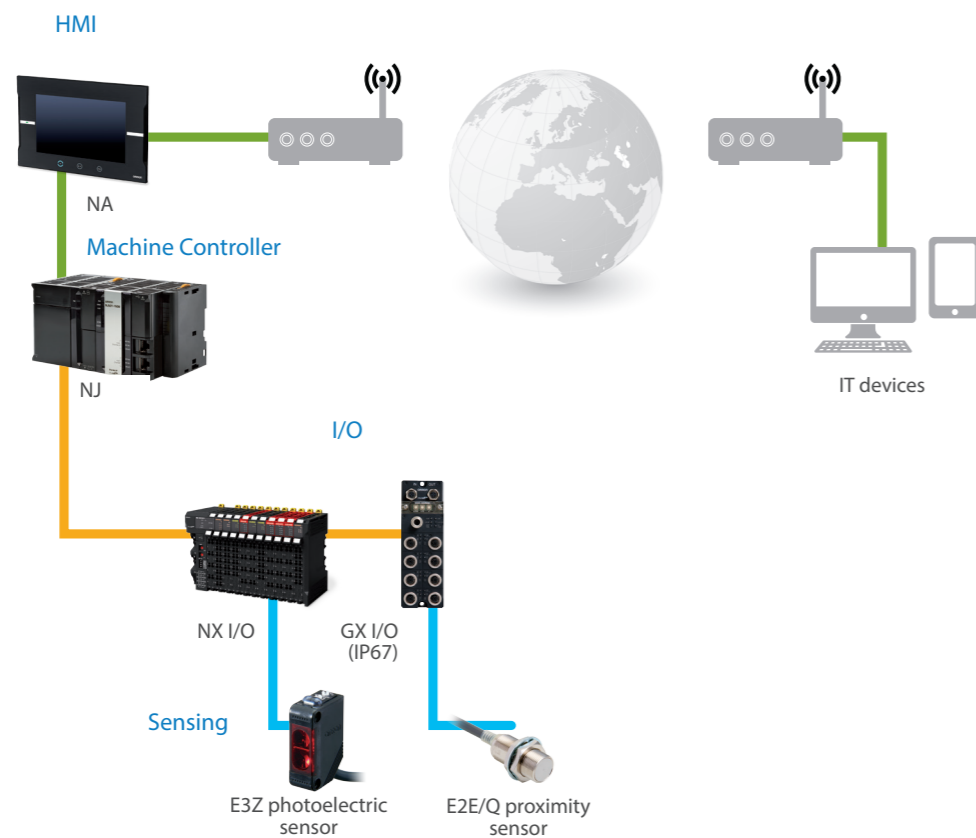 HMI
NA
Machine Controller
NJ
IT devices
I/O
NX I/O
GX I/O
(IP67)
Sensing
E3Z photoelectric
sensor
E2E/Q proximity
sensor